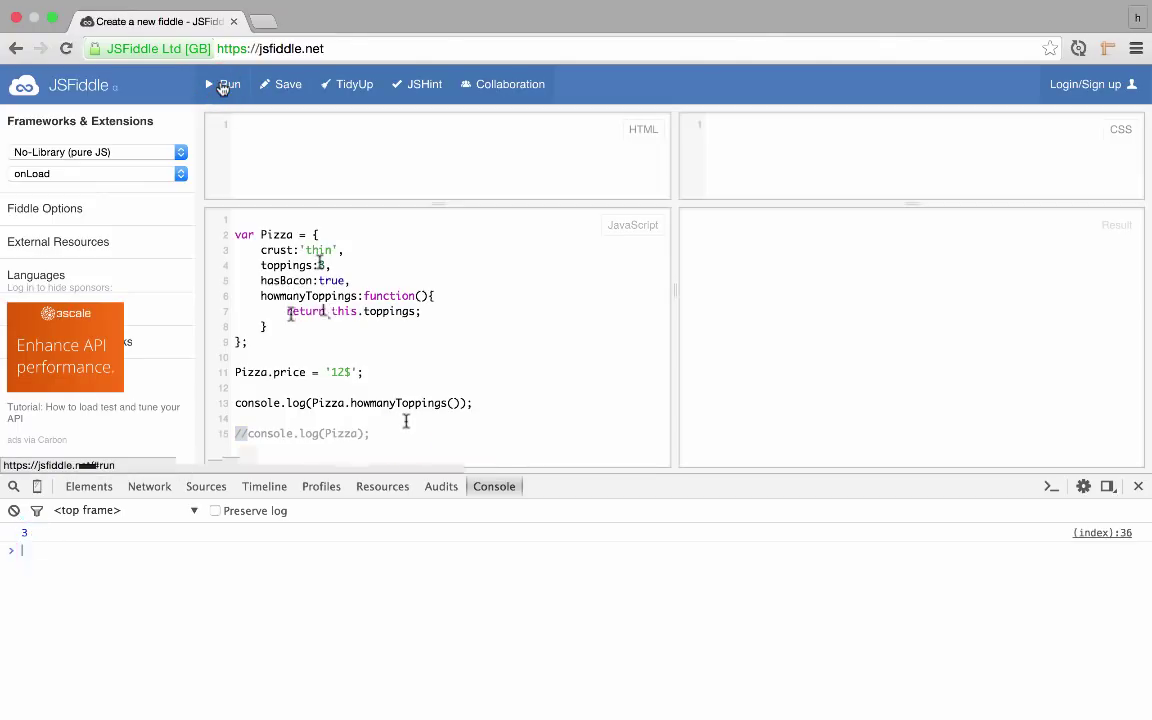 Create a new fiddle - JSFidd
h
JSFiddle Ltd [GB] https://jsfiddle.net
JSFiddle
Run
Save
TidyUp
JSHint
Collaboration
Login/Sign up
Frameworks & Extensions
No-Library (pure JS)
onLoad
Fiddle Options
External Resources
Languages
Log in to hide sponsors:
3scale
Enhance API
performance.
Tutorial: How to load test and tune your
API
ads via Carbon
https://jsfiddle.net/#run
1
HTML
1
CSS
JavaScript
Result
1
2 var Pizza = {
3 crust:'thin',
4 toppings:3,
5 hasBacon:true,
6 howmanyToppings:function(){
7 return this.toppings;
8 }
9 };
10
11 Pizza.price = '12$';
12
13 console.log(Pizza.howmanyToppings());
14
15 //console.log(Pizza);
Elements
Network
Sources
Timeline
Profiles
Resources
Audits
Console
<top frame>
Preserve log
3
(index):36